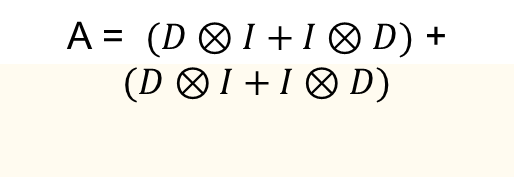 A = (𝐷 ⊗ 𝐼 + 𝐼 ⊗ 𝐷) +
(𝐷 ⊗ 𝐼 + 𝐼 ⊗ 𝐷)